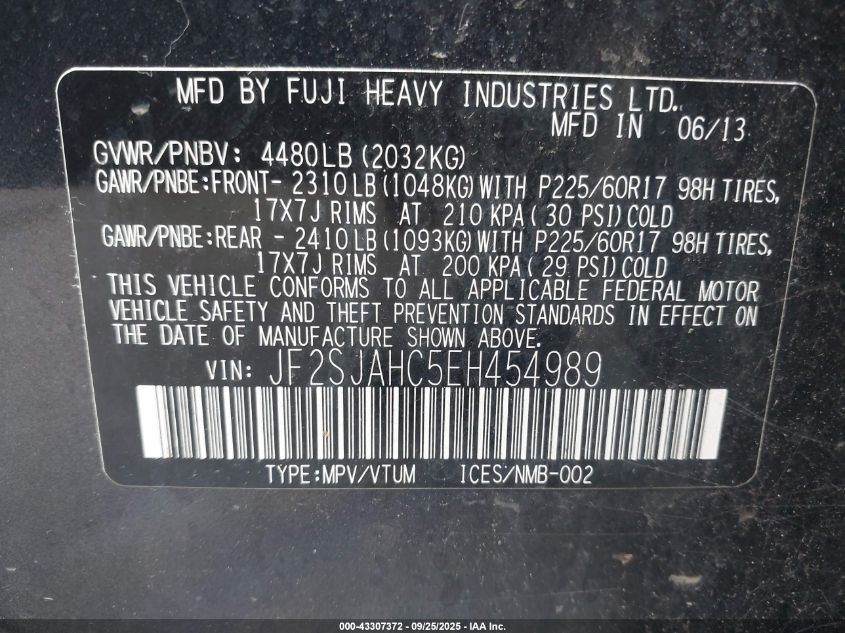 MFD BY FUJI HEAVY INDUSTRIES LTD.
MFD IN 06/13
GVWR/PNBV: 4480LB (2032KG)
GAWR/PNBE:FRONT- 2310LB (1048KG) WITH P225/60R17 98H TIRES,
17X7J RIMS AT 210 KPA ( 30 PSI) COLD
GAWR/PNBE:REAR - 2410LB (1093KG) WITH P225/60R17 98H TIRES,
17X7J RIMS AT 200 KPA (29 PSI) COLD
THIS VEHICLE CONFORMS TO ALL APPLICABLE FEDERAL MOTOR
VEHICLE SAFETY AND THEFT PREVENTION STANDARDS IN EFFECT ON
THE DATE OF MANUFACTURE SHOWN ABOVE.
VIN: JF2SJAHC5EH454989
TYPE:MPV/VTUM ICES/NMB-002
000-43307372 - 09/25/2025 - IAA Inc.